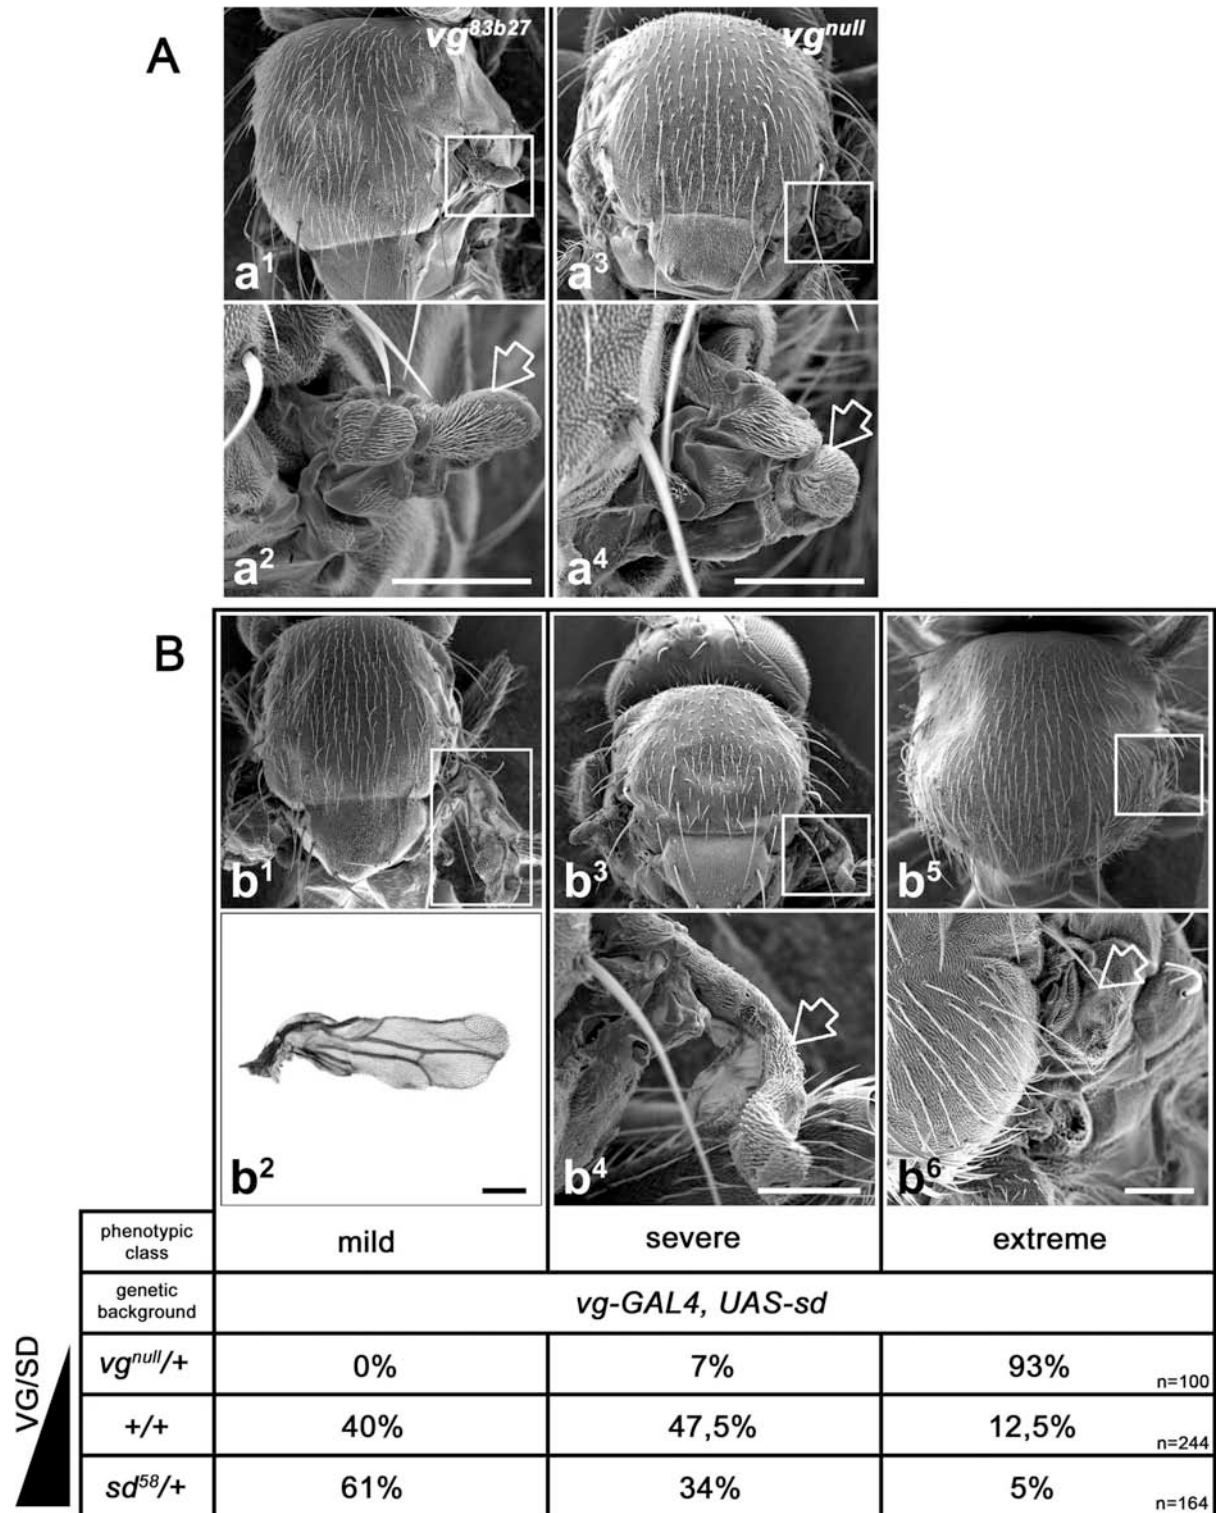 A
vg83b27
vgnull
a1
a3
a2
a4
B
b1
b3
b5
b2
b4
b6
phenotypic
class
mild
severe
extreme
genetic
background
vg-GAL4, UAS-sd
VG/SD
vgnull/+
0%
7%
93%
n=100
+/+
40%
47,5%
12,5%
n=244
sd58/+
61%
34%
5%
n=164